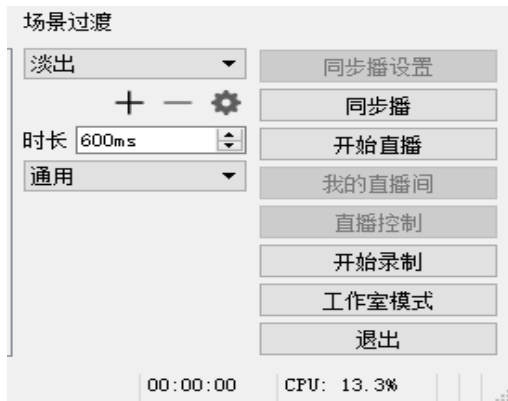 场景过渡
淡出
时长 600ms
通用
同步播设置
同步播
开始直播
我的直播间
直播控制
开始录制
工作室模式
退出
00:00:00 CPU: 13.3%